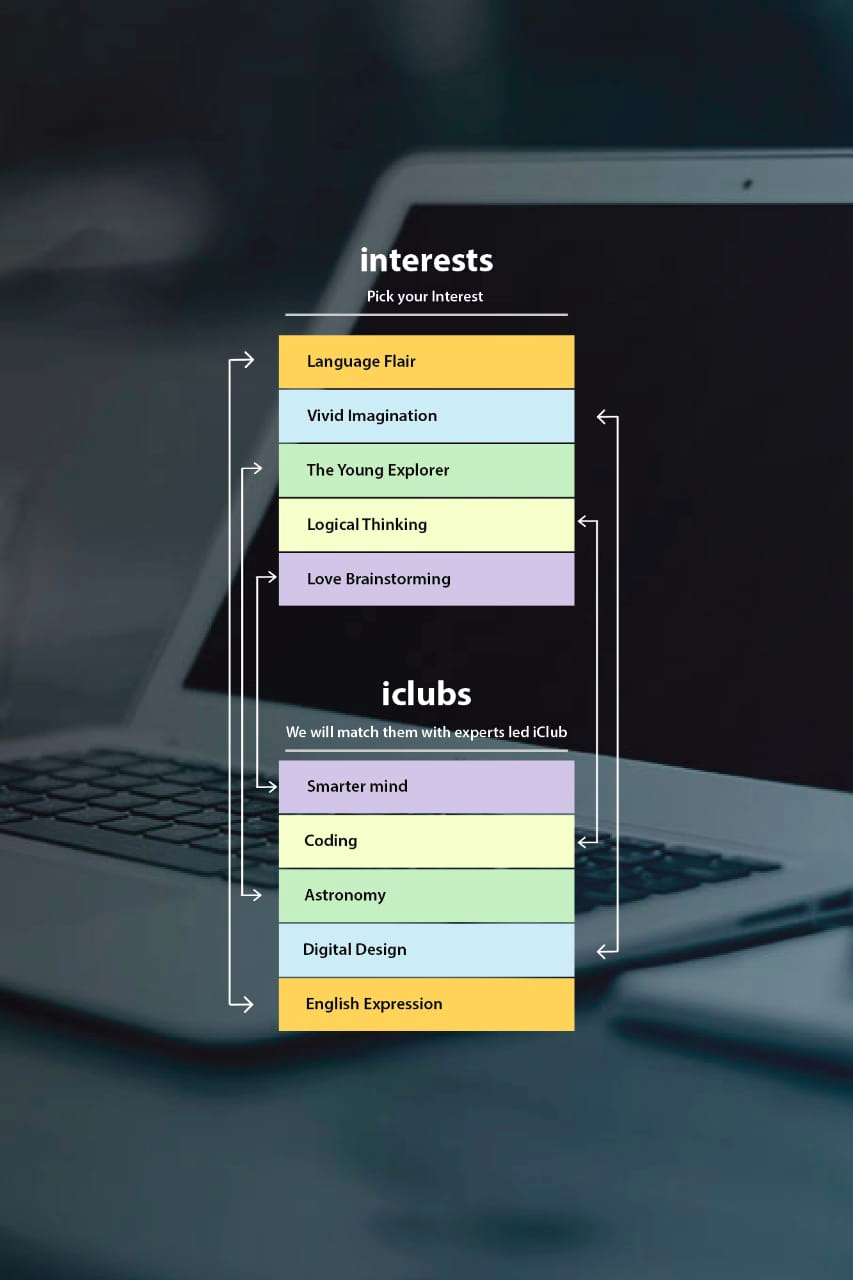 interests
Pick your Interest
Language Flair
Vivid Imagination
The Young Explorer
Logical Thinking
Love Brainstorming
iclubs
We will match them with experts led iClub
Smarter mind
Coding
Astronomy
Digital Design
English Expression